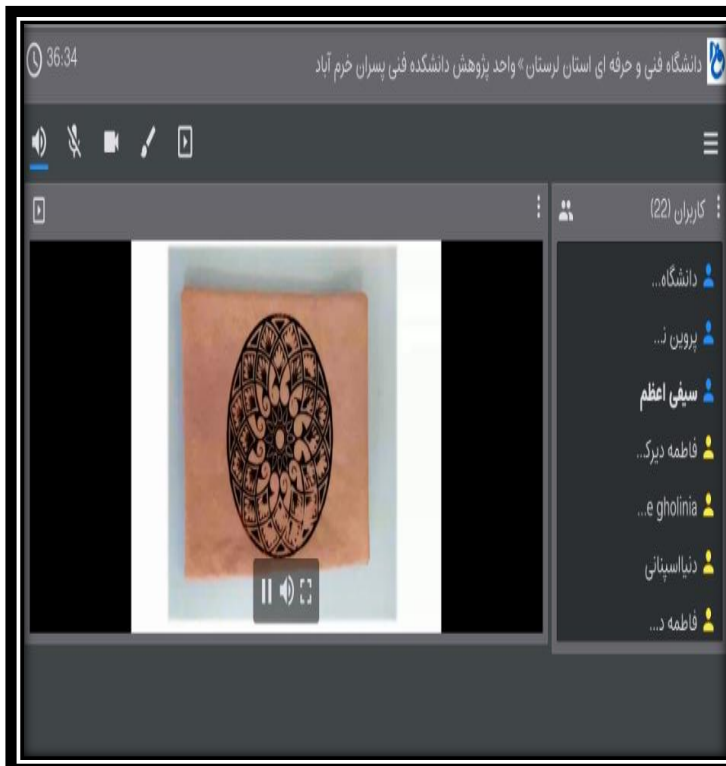 36:34
دانشگاه فنی و حرفه ای استان لرستان» واحد پژوهش دانشکده فنی پسران خرم آباد
کاربران (22)
دانشگاه...
پروین ن...
سیفی اعظم
فاطمه دیرک...
...e gholinia
دنیااسپنانی
فاطمه د...